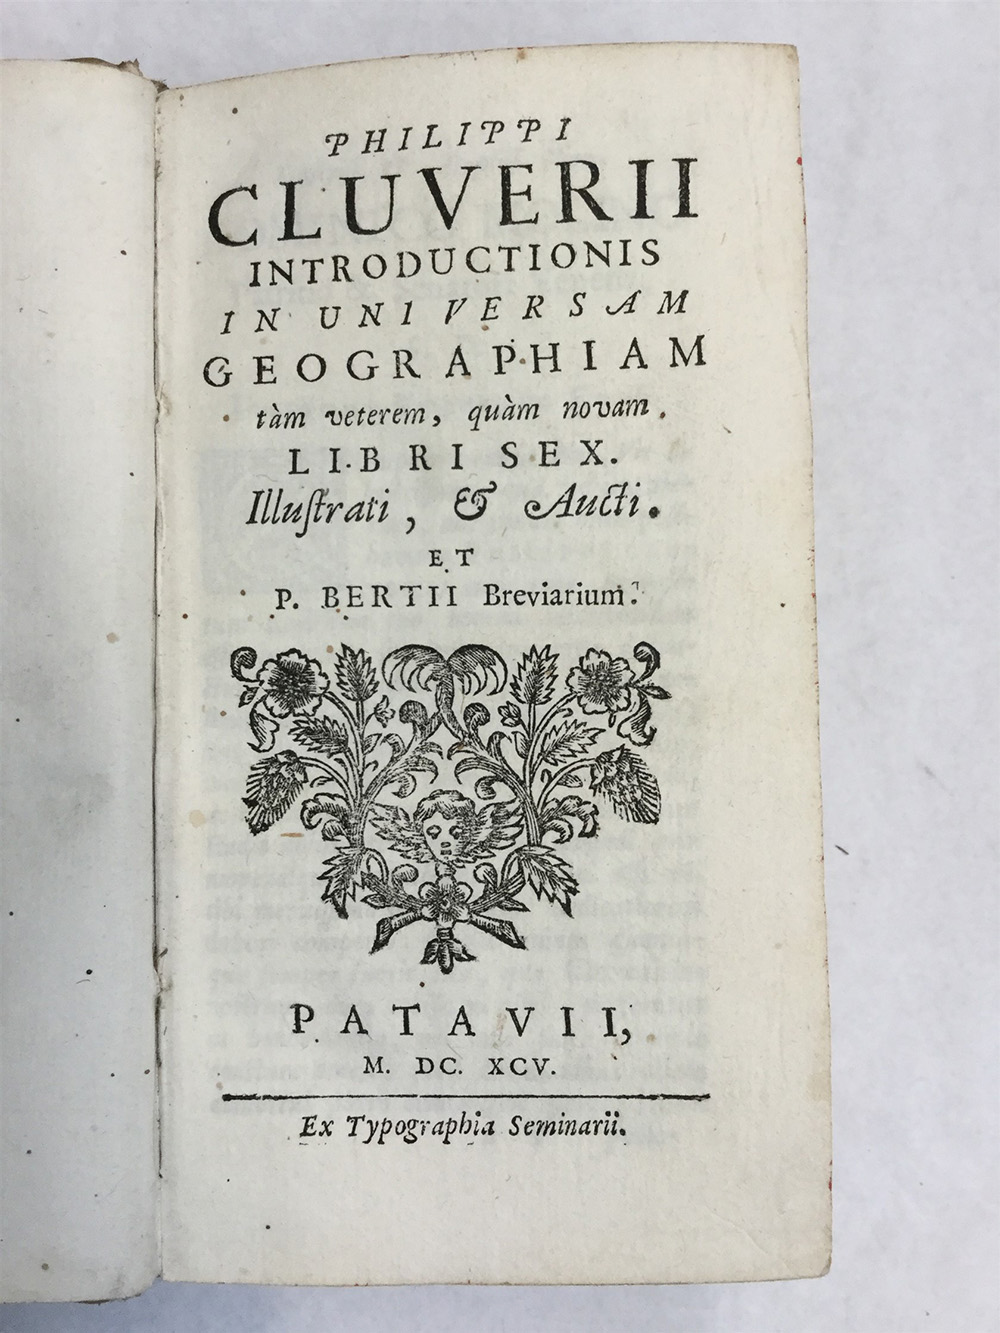 PHILIPPI
CLUVERII
INTRODUCTIONIS
IN UNIVERSAM
GEOGRAPHIAM
tàm veterem, quàm novam.
LIBRI SEX.
Illuſtrati, & Aucti.
ET
P. BERTII Breviarium.
PATAVII,
M. DC. XCV.
Ex Typographia Seminarii.